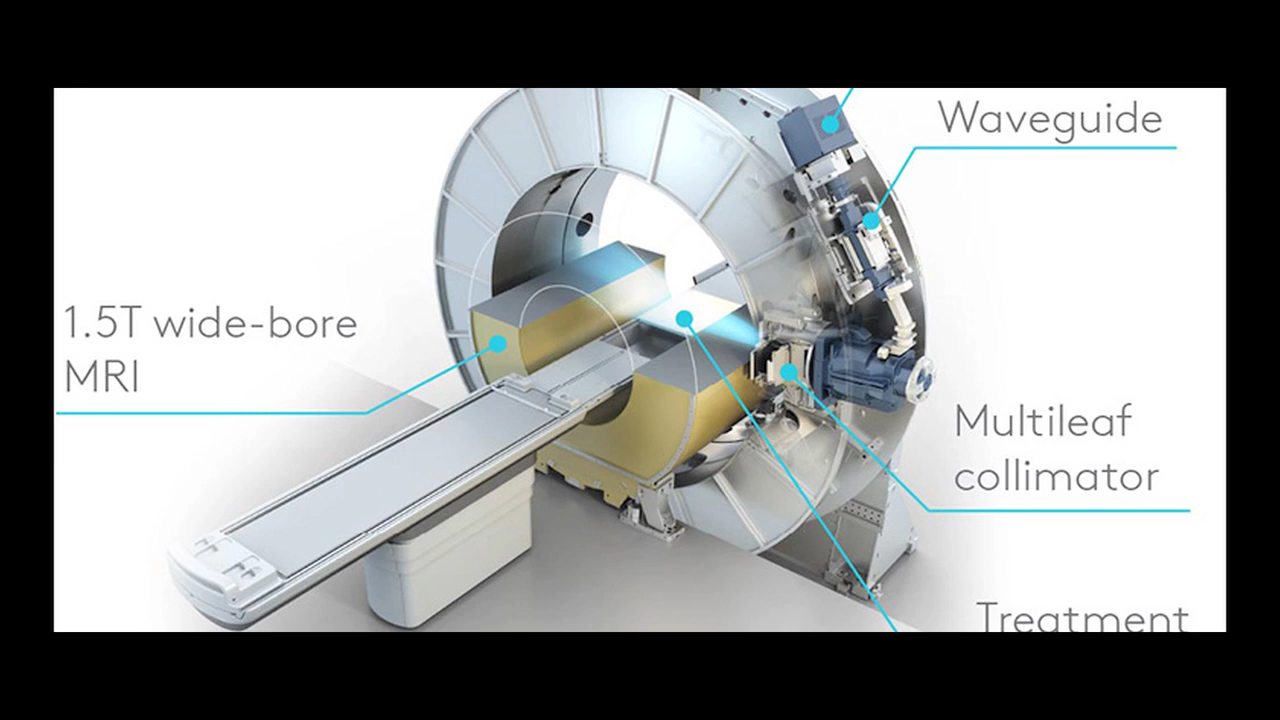 Waveguide
1.5T wide-bore
MRI
Multileaf
collimator
Treatment